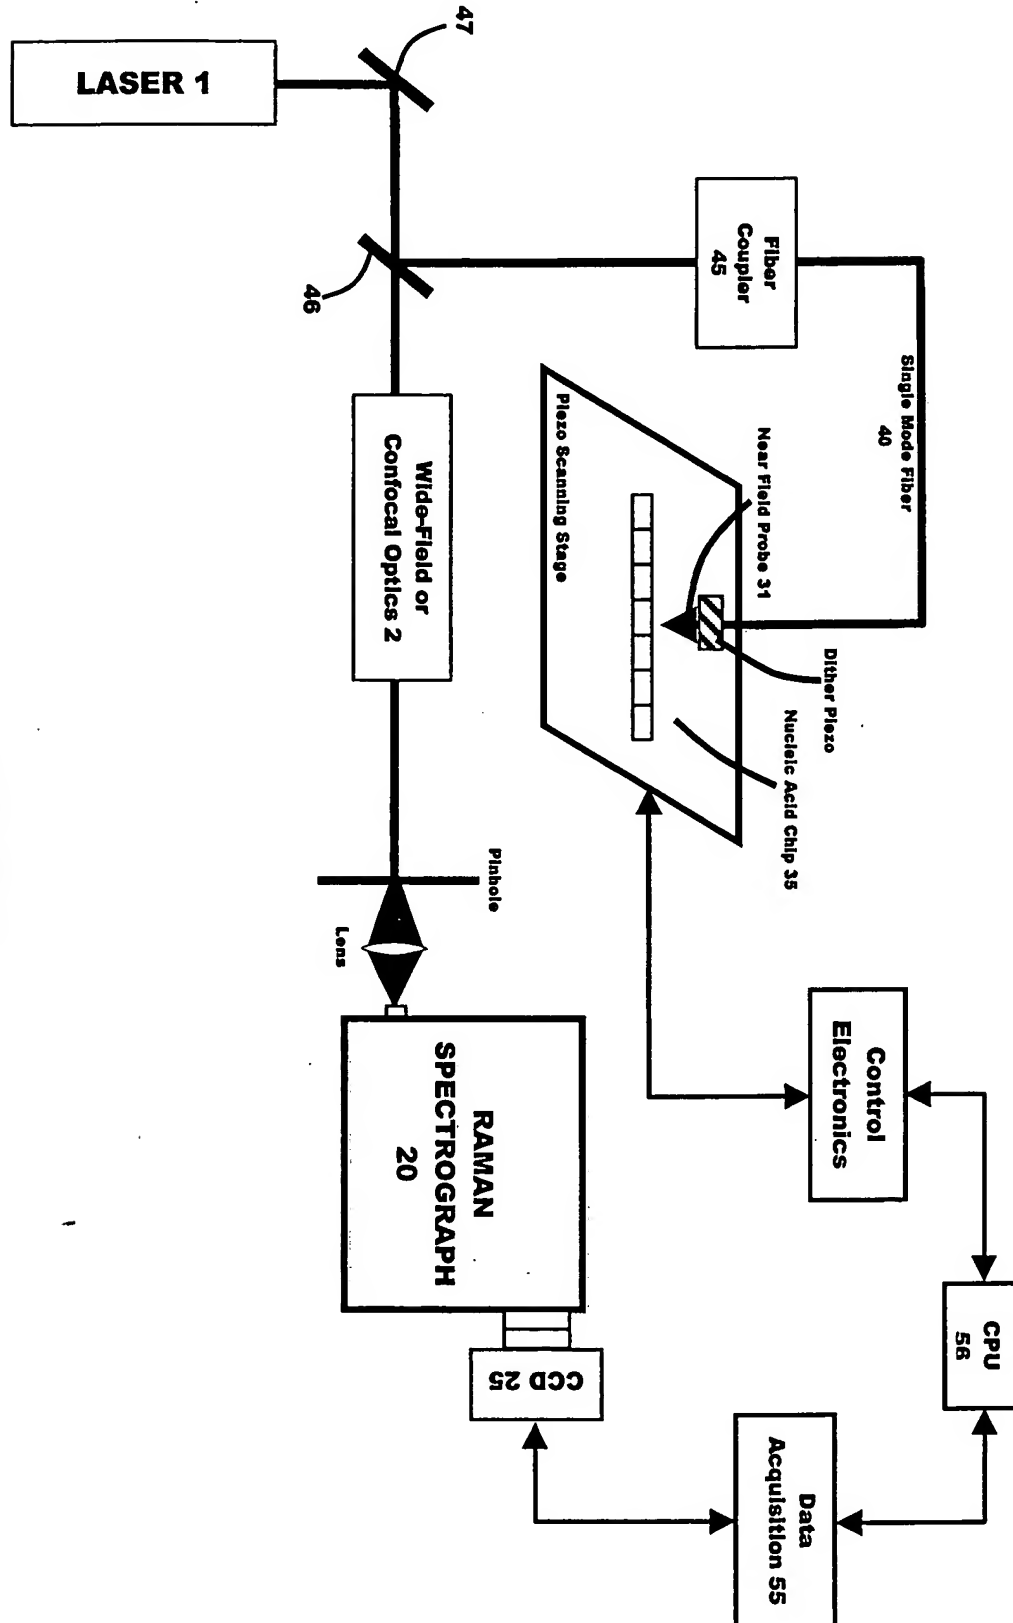 47
LASER 1
46
Fiber
Coupler
45
Single Mode Fiber
40
Near Field Probe 31
Dither Piezo
Nucleic Acid Chip 35
Piezo Scanning Stage
Wide-Field or
Confocal Optics 2
Pinhole
Lens
RAMAN
SPECTROGRAPH
20
CCD 25
Control
Electronics
CPU
56
Data
Acquisition 55